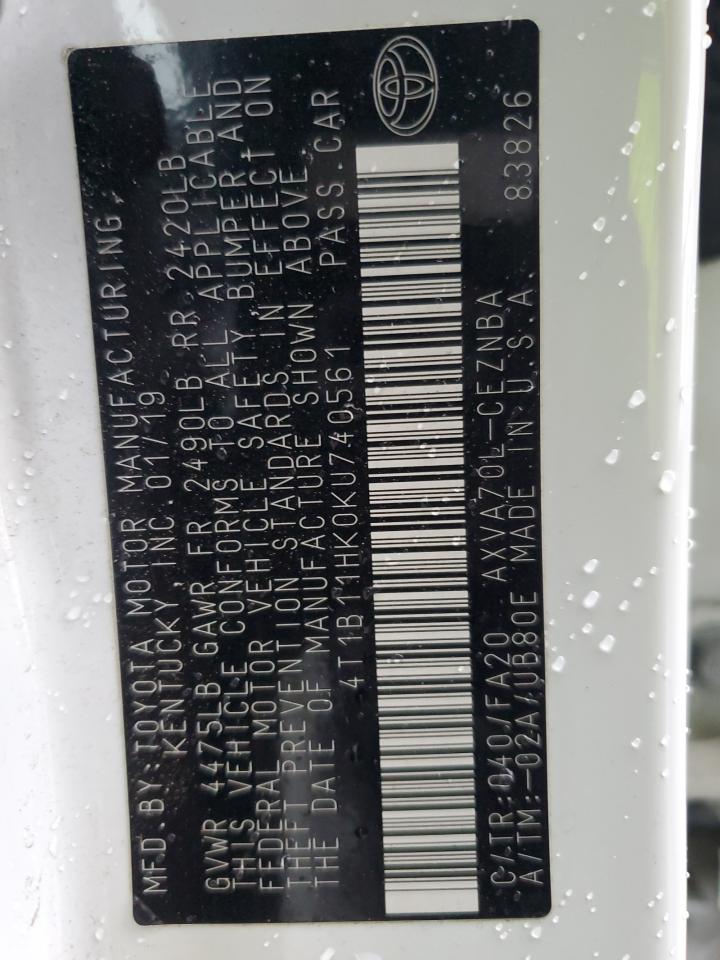 MFD.BY:TOYOTA MOTOR MANUFACTURING,
KENTUCKY,INC.01/19
GVWR 4475LB GAWR FR 2490LB RR 2420LB
THIS VEHICLE CONFORMS TO ALL APPLICABLE
FEDERAL MOTOR VEHICLE SAFETY,BUMPER AND
THEFT PREVENTION STANDARDS IN EFFECT ON
THE DATE OF MANUFACTURE SHOWN ABOVE.
4T1B11HK0KU740561 PASS.CAR
C/TR:040/FA20 AXVA70L-CEZNBA 83826
A/TM:-02A/UB80E MADE IN U.S.A